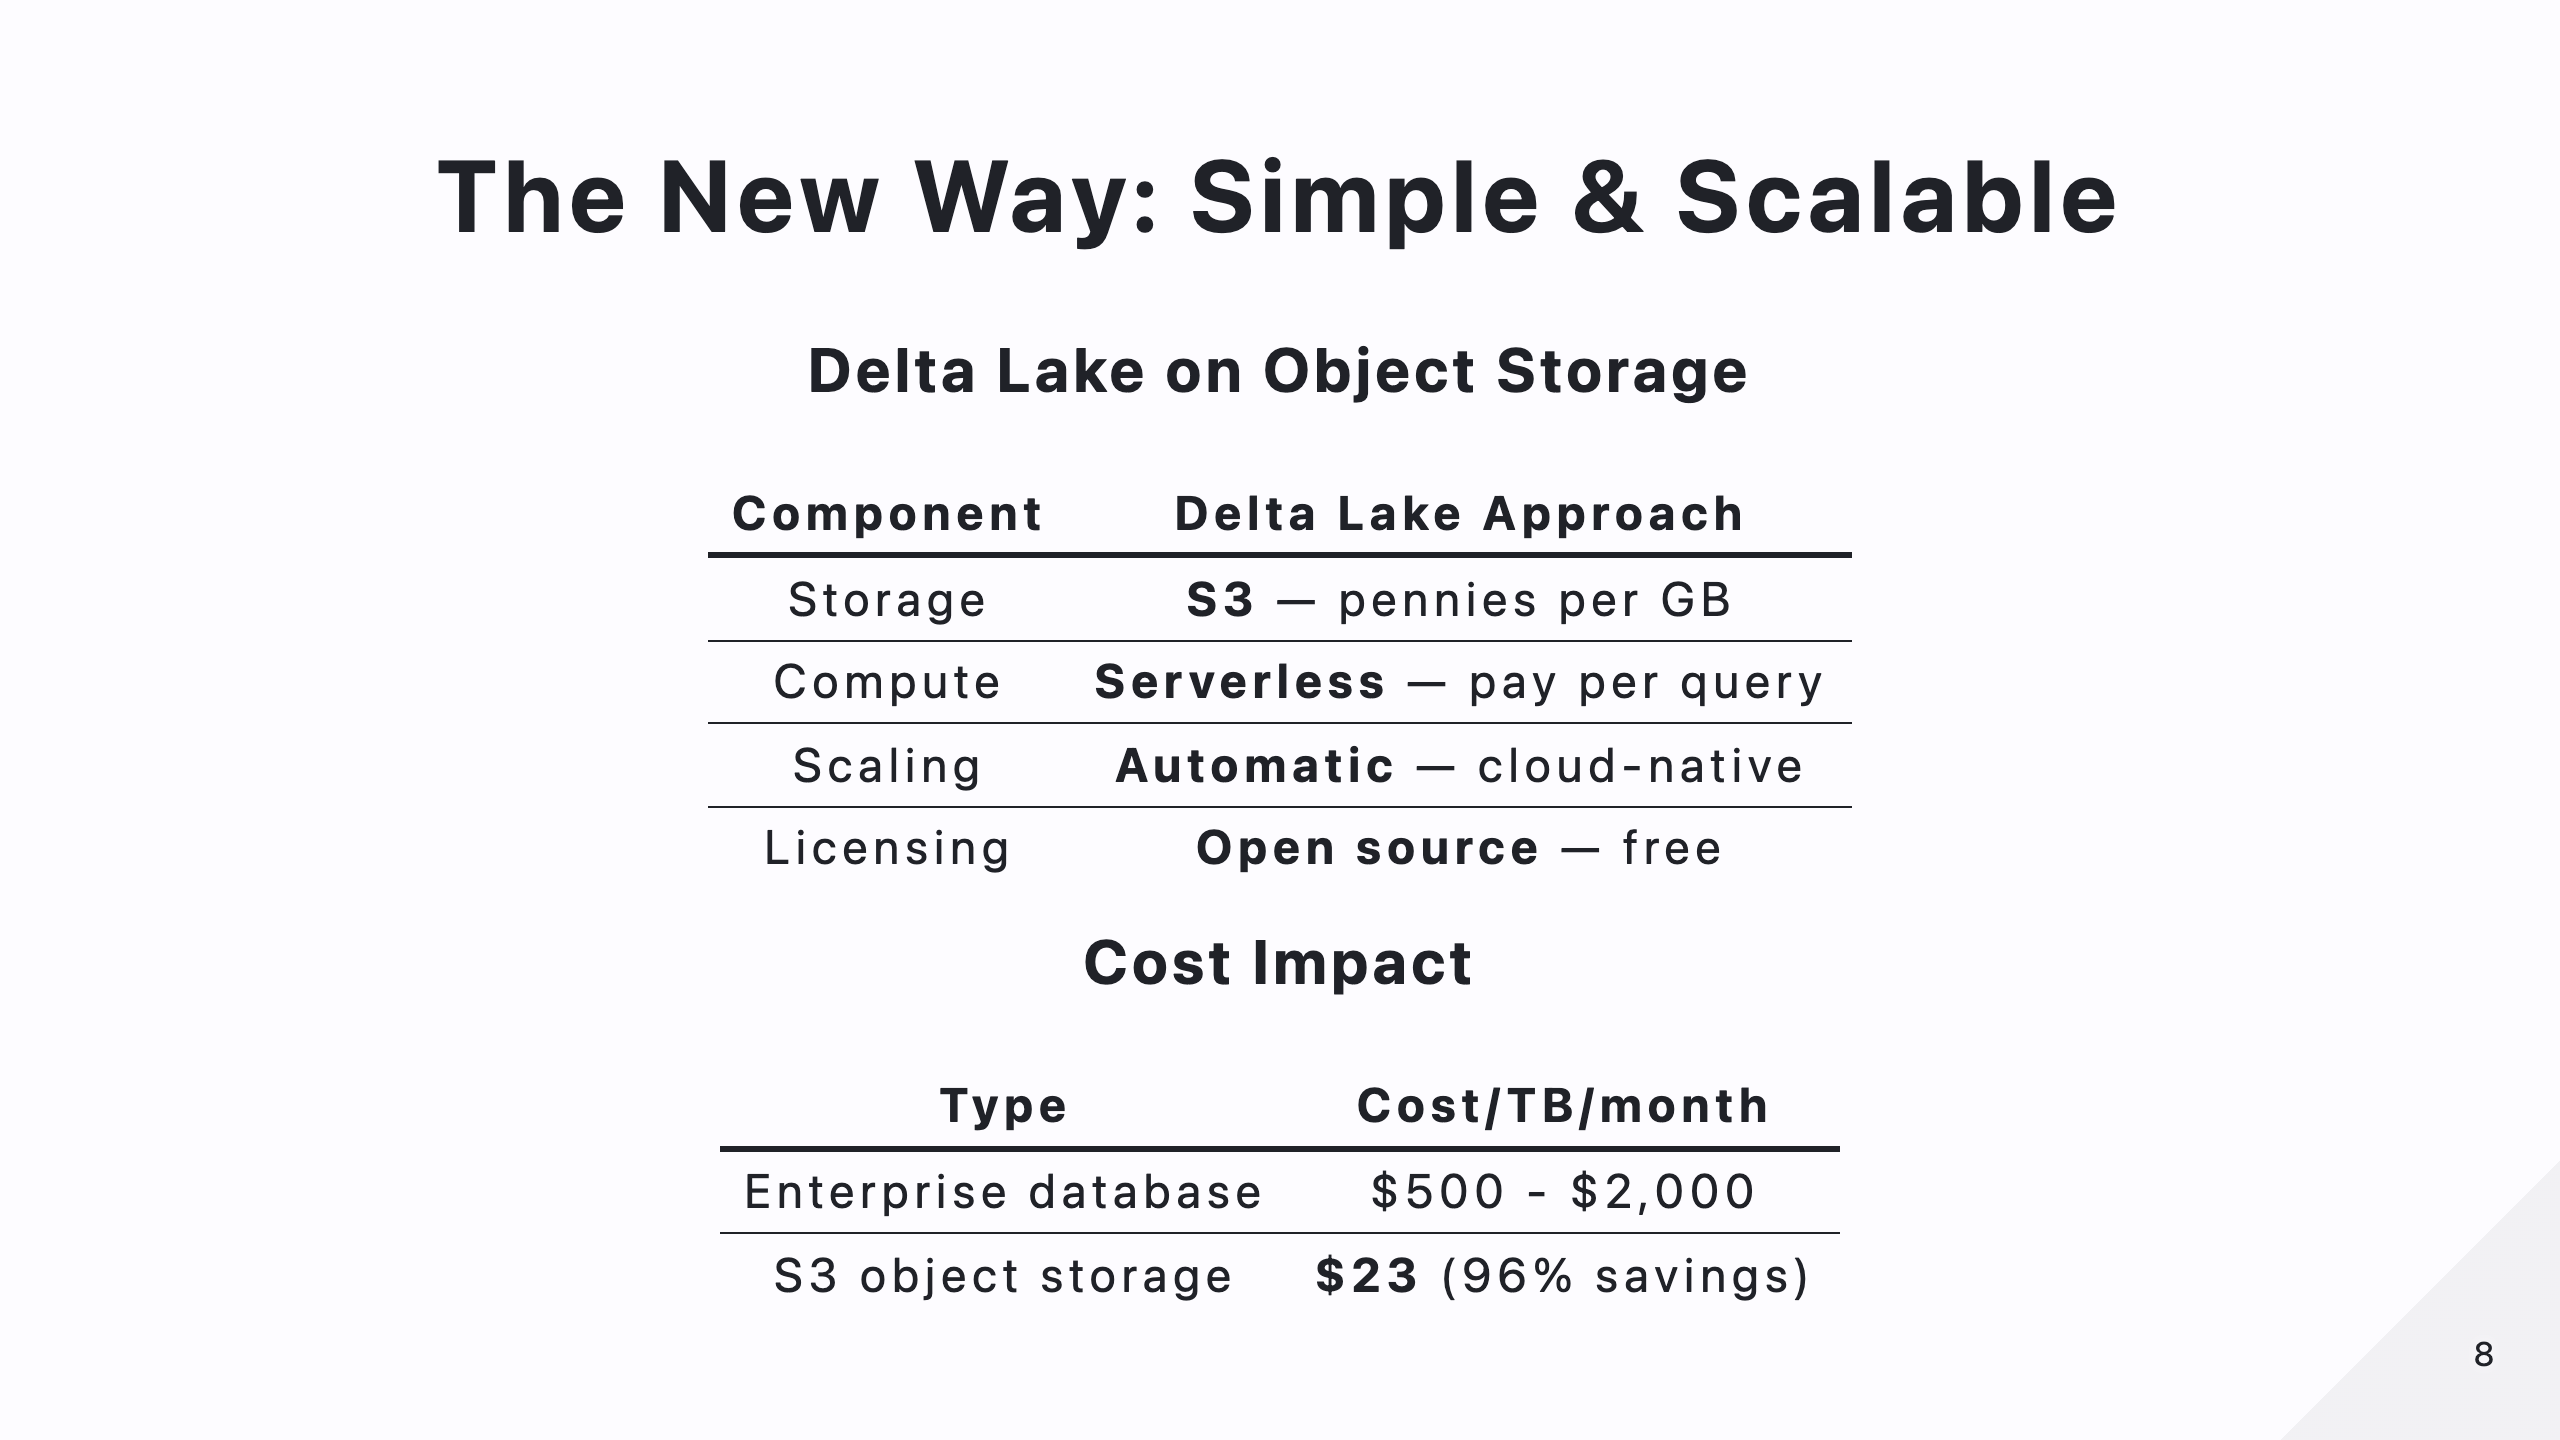 The New Way: Simple & Scalable
Delta Lake on Object Storage
Component Delta Lake Approach
Storage S3 — pennies per GB
Compute Serverless — pay per query
Scaling Automatic — cloud-native
Licensing Open source — free
Cost Impact
Type Cost/TB/month
Enterprise database $500 - $2,000
S3 object storage $23 (96% savings)
8